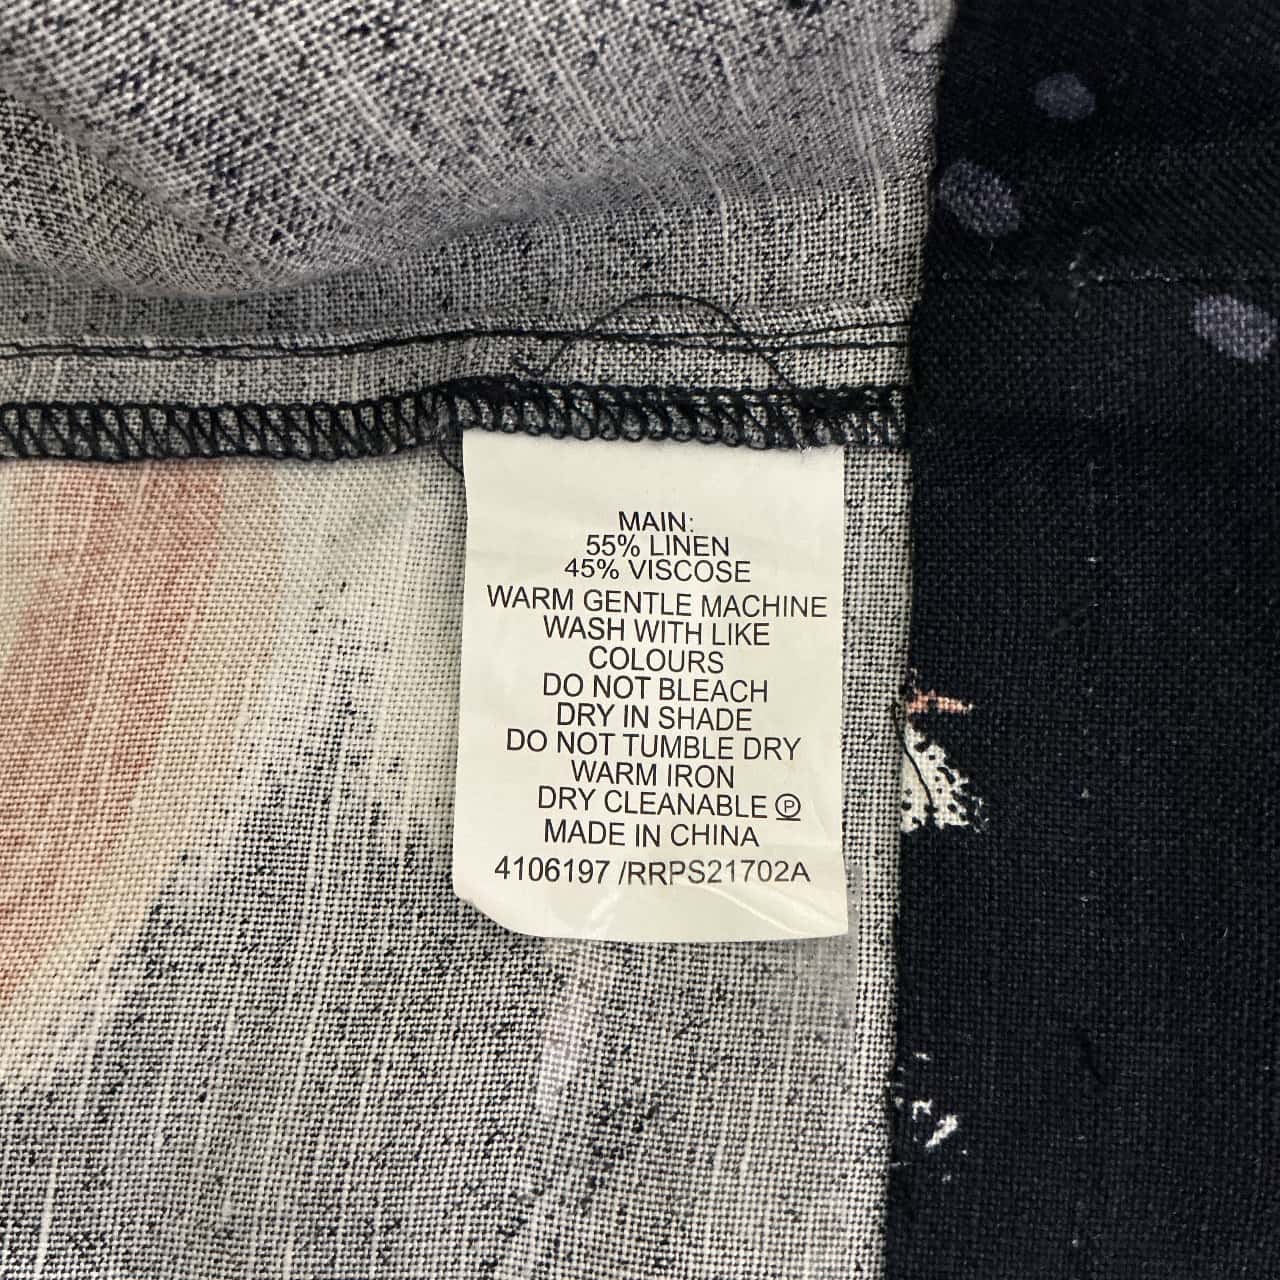 MAIN:
55% LINEN
45% VISCOSE
WARM GENTLE MACHINE
WASH WITH LIKE
COLOURS
DO NOT BLEACH
DRY IN SHADE
DO NOT TUMBLE DRY
WARM IRON
DRY CLEANABLE Ⓟ
MADE IN CHINA
4106197 /RRPS21702A